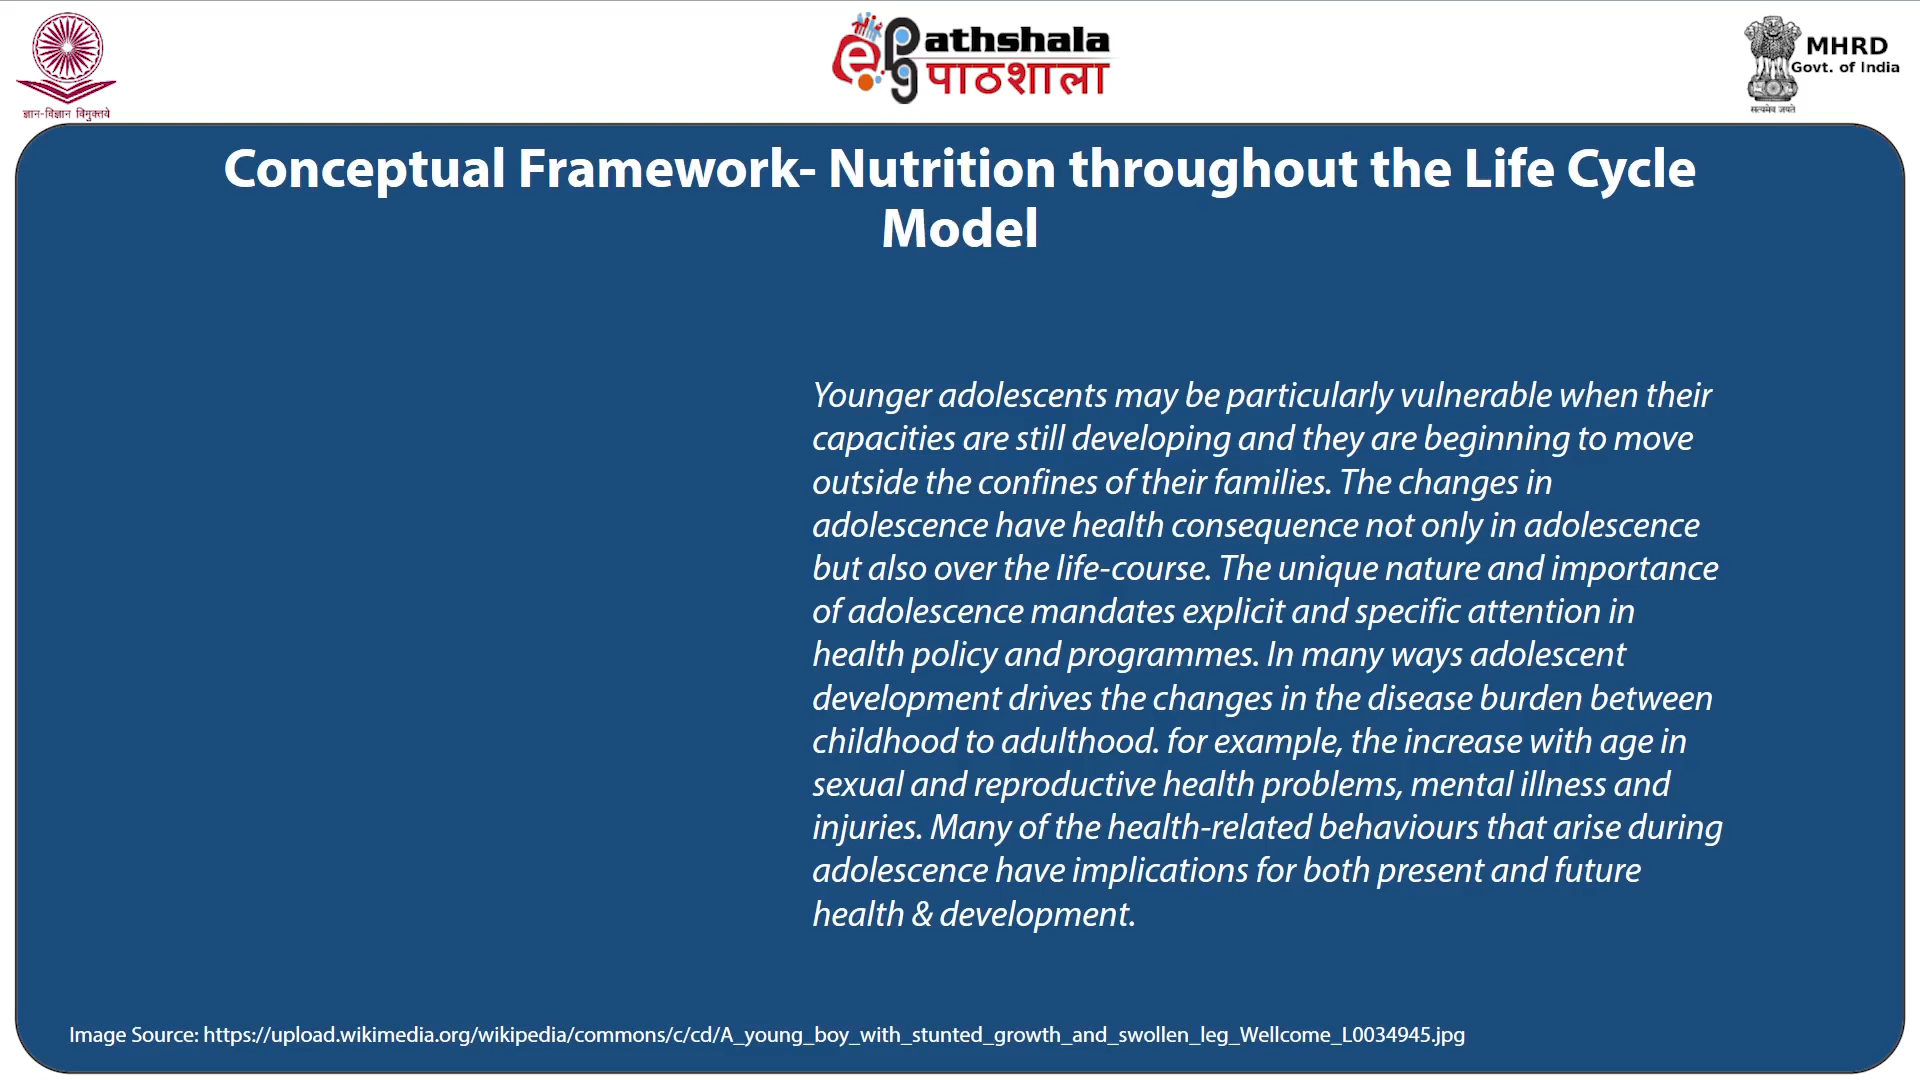 ज्ञान-विज्ञान विमुक्तये
ePathshala
pgपाठशाला
सत्यमेव जयते
MHRD
Govt. of India
Conceptual Framework- Nutrition throughout the Life Cycle
Model
Younger adolescents may be particularly vulnerable when their
capacities are still developing and they are beginning to move
outside the confines of their families. The changes in
adolescence have health consequence not only in adolescence
but also over the life-course. The unique nature and importance
of adolescence mandates explicit and specific attention in
health policy and programmes. In many ways adolescent
development drives the changes in the disease burden between
childhood to adulthood. for example, the increase with age in
sexual and reproductive health problems, mental illness and
injuries. Many of the health-related behaviours that arise during
adolescence have implications for both present and future
health & development.
Image Source: https://upload.wikimedia.org/wikipedia/commons/c/cd/A_young_boy_with_stunted_growth_and_swollen_leg_Wellcome_L0034945.jpg